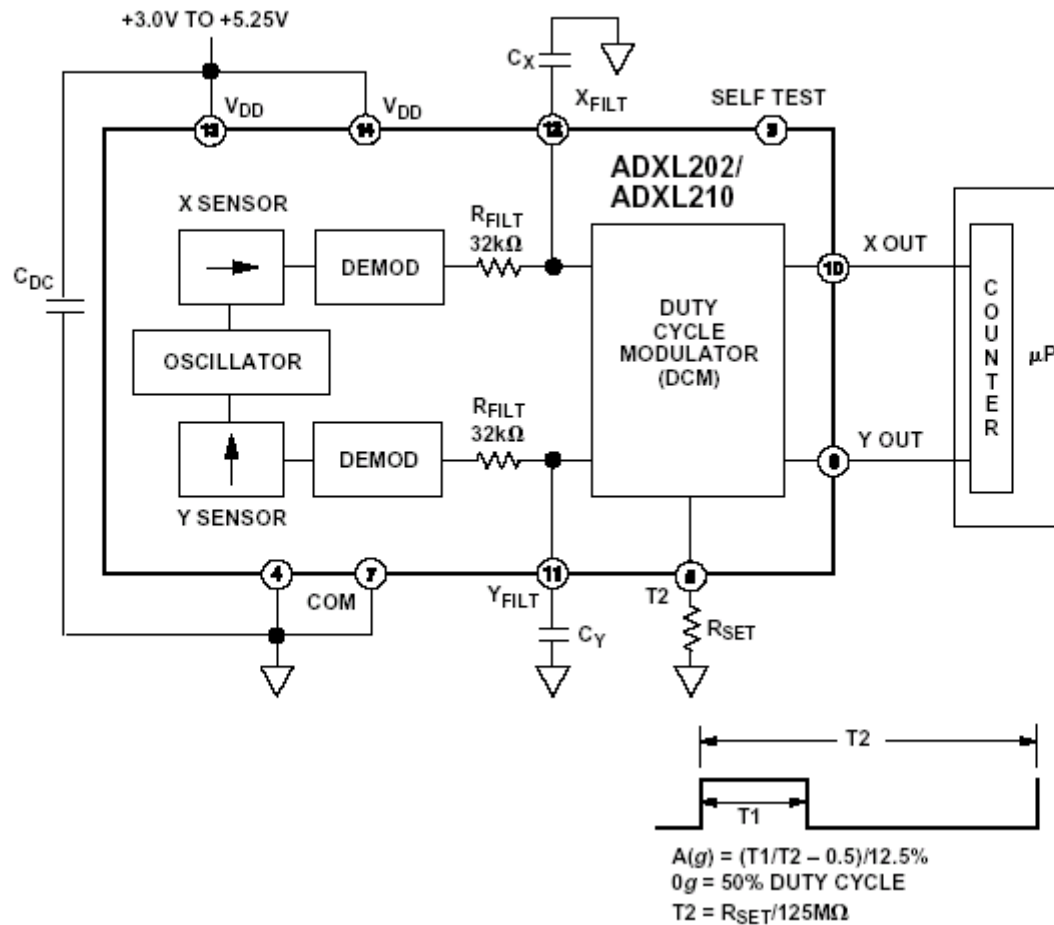 +3.0V TO +5.25V
CX
XFILT
SELF TEST
VDD
VDD
13
14
12
3
ADXL202/
ADXL210
X SENSOR
RFILT
32kΩ
DEMOD
CDC
OSCILLATOR
DUTY
CYCLE
MODULATOR
(DCM)
X OUT
10
COUNTER
µP
RFILT
32kΩ
DEMOD
Y OUT
Y SENSOR
4
7
11
COM
YFILT
T2
CY
RSET
T2
T1
A(g) = (T1/T2 – 0.5)/12.5%
0g = 50% DUTY CYCLE
T2 = RSET/125MΩ